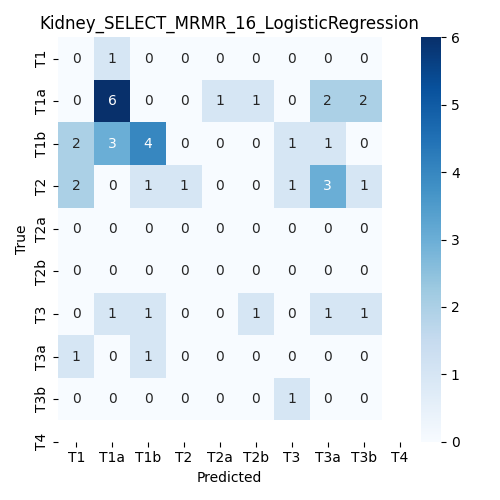 Kidney_SELECT_MRMR_16_LogisticRegression
T1 0 1 0 0 0 0 0 0 0
T1a 0 6 0 0 1 1 0 2 2
T1b 2 3 4 0 0 0 1 1 0
T2 2 0 1 1 0 0 1 3 1
T2a 0 0 0 0 0 0 0 0 0
T2b 0 0 0 0 0 0 0 0 0
T3 0 1 1 0 0 1 0 1 1
T3a 1 0 1 0 0 0 0 0 0
T3b 0 0 0 0 0 0 1 0 0
T4
T1 T1a T1b T2 T2a T2b T3 T3a T3b T4
Predicted
True
6
5
4
3
2
1
0